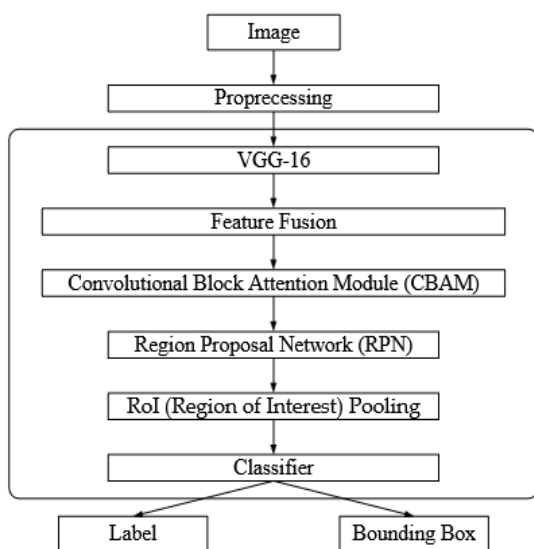 Image
Proprecessing
VGG-16
Feature Fusion
Convolutional Block Attention Module (CBAM)
Region Proposal Network (RPN)
RoI (Region of Interest) Pooling
Classifier
Label
Bounding Box